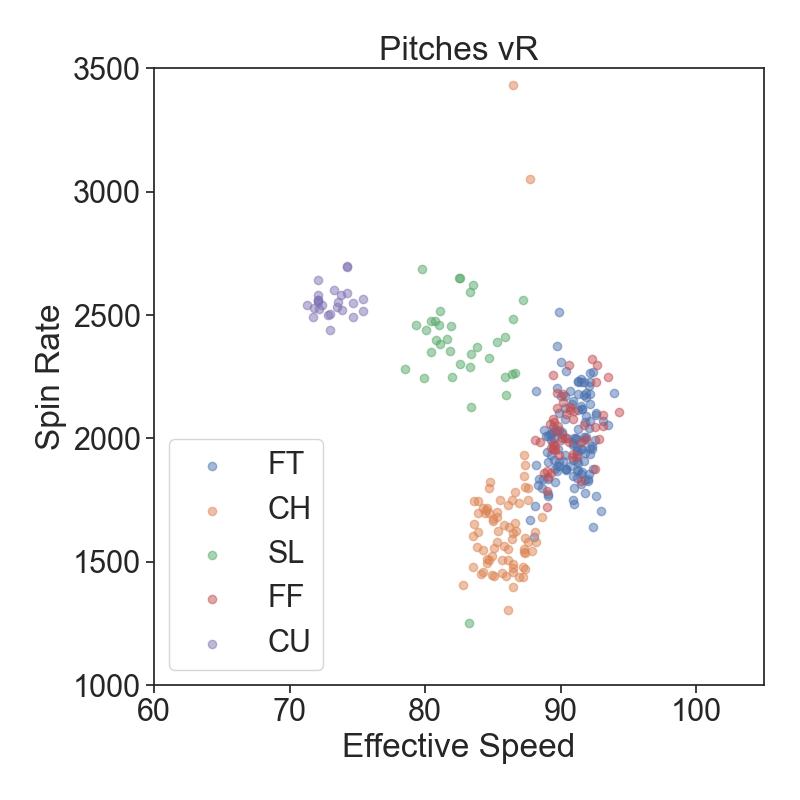 Pitches vR
3500
3000
2500
2000
1500
1000
Spin Rate
FT
CH
SL
FF
CU
60 70 80 90 100
Effective Speed